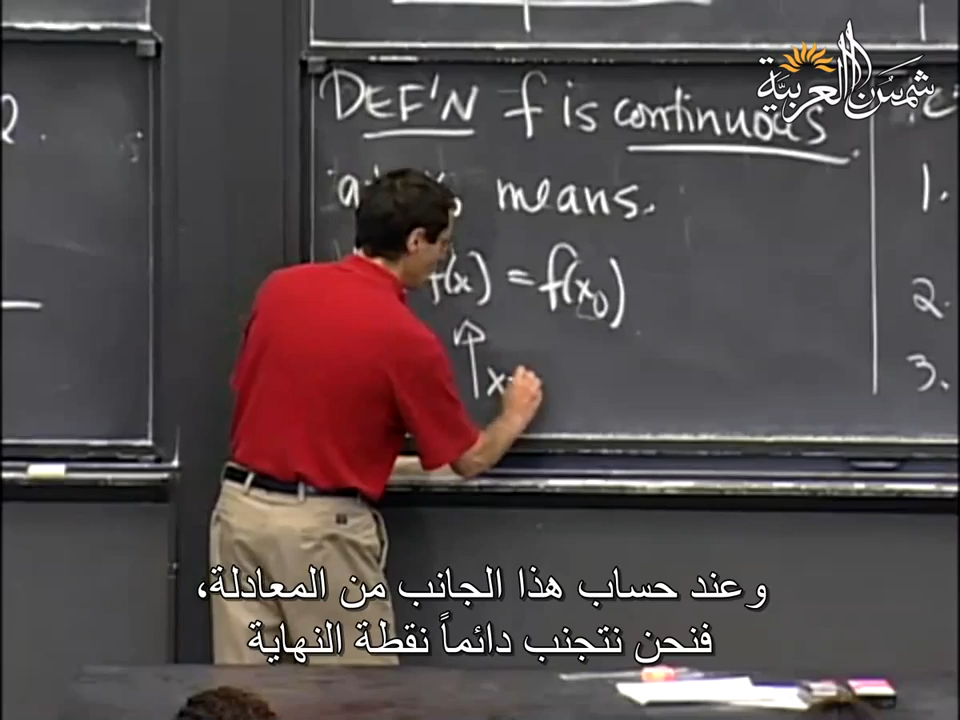 شمس العربية
2.
DEF'N f is continuous
means.
f(x) = f(x₀)
x
1.
2.
3.
وعند حساب هذا الجانب من المعادلة،
فنحن نتجنب دائماً نقطة النهاية